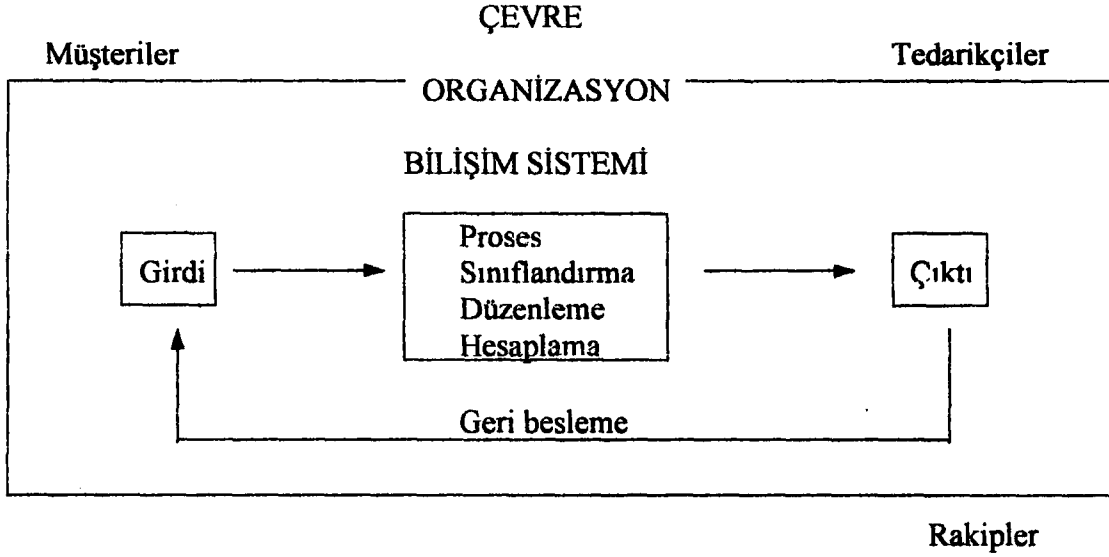 ÇEVRE
Müşteriler
Tedarikçiler
ORGANİZASYON
BİLİŞİM SİSTEMİ
Girdi
Proses
Sınıflandırma
Düzenleme
Hesaplama
Çıktı
Geri besleme
Rakipler